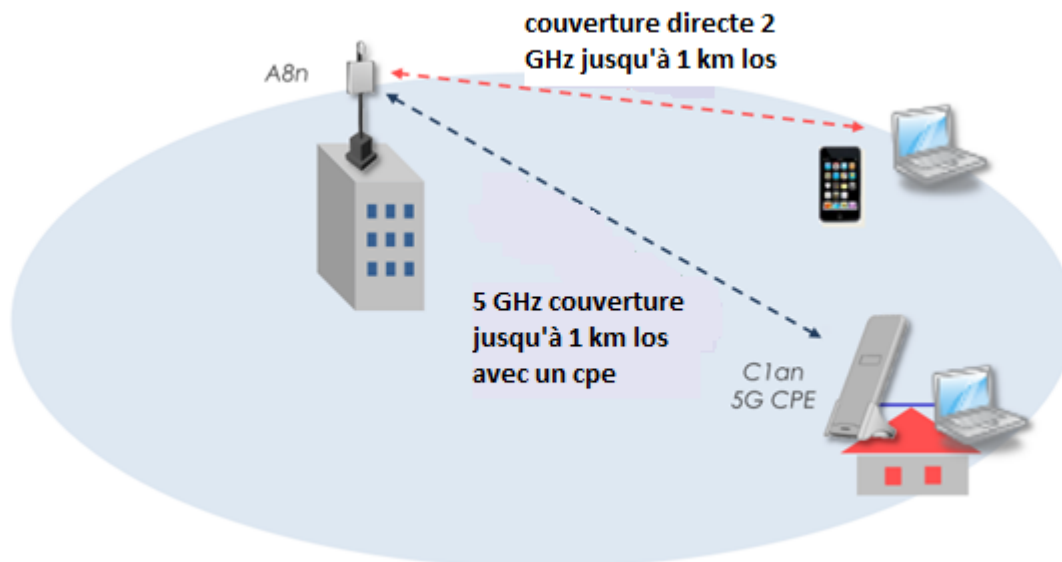 couverture directe 2
GHz jusqu'à 1 km los
A8n
5 GHz couverture
jusqu'à 1 km los
avec un cpe
C1an
5G CPE